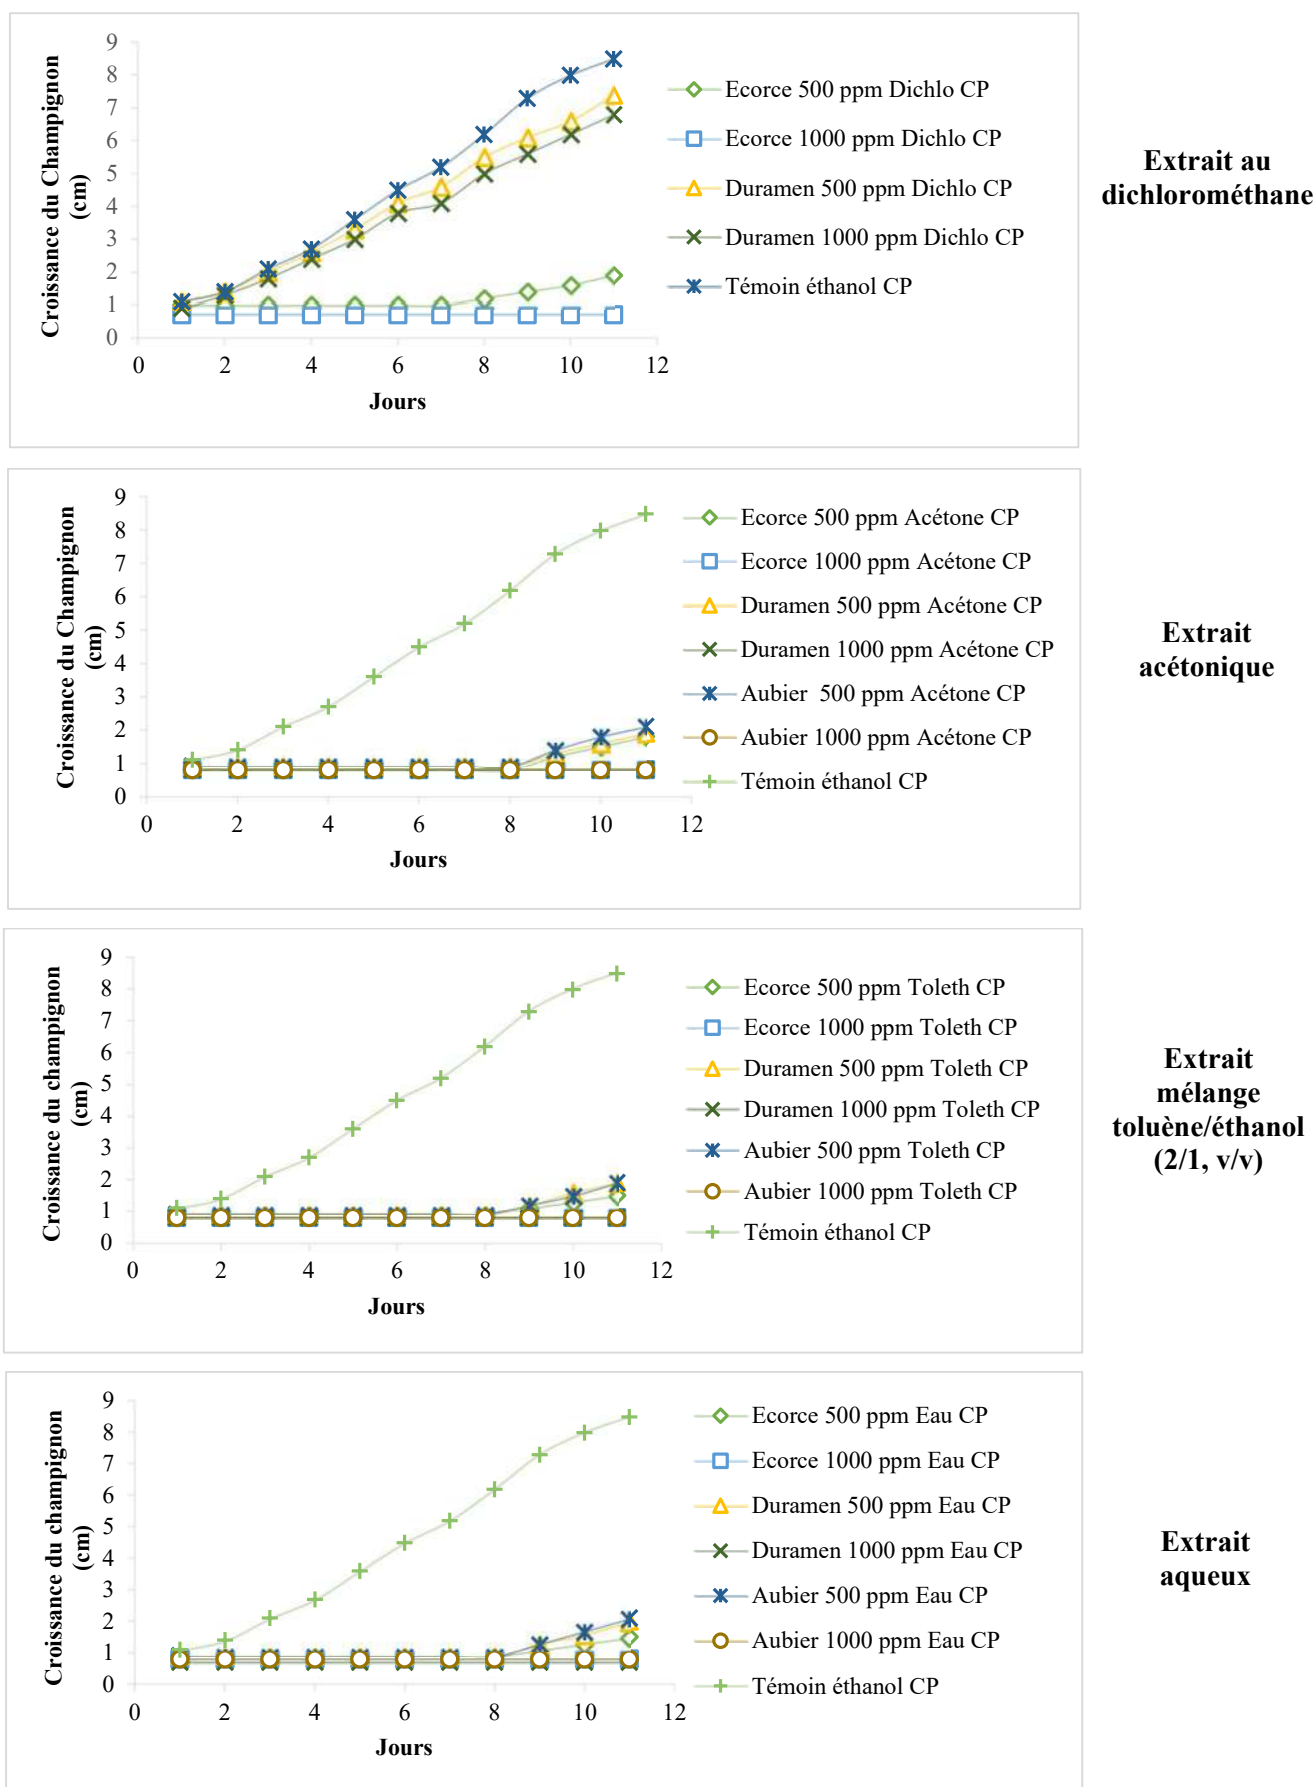 Croissance du Champignon
(cm)
9
8
7
6
5
4
3
2
1
0
0 2 4 6 8 10 12
Jours
Ecorce 500 ppm Dichlo CP
Ecorce 1000 ppm Dichlo CP
Duramen 500 ppm Dichlo CP
Duramen 1000 ppm Dichlo CP
Témoin éthanol CP
Extrait au
dichlorométhane
Croissance du Champignon
(cm)
9
8
7
6
5
4
3
2
1
0
0 2 4 6 8 10 12
Jours
Ecorce 500 ppm Acétone CP
Ecorce 1000 ppm Acétone CP
Duramen 500 ppm Acétone CP
Duramen 1000 ppm Acétone CP
Aubier 500 ppm Acétone CP
Aubier 1000 ppm Acétone CP
Témoin éthanol CP
Extrait
acétonique
Croissance du champignon
(cm)
9
8
7
6
5
4
3
2
1
0
0 2 4 6 8 10 12
Jours
Ecorce 500 ppm Toleth CP
Ecorce 1000 ppm Toleth CP
Duramen 500 ppm Toleth CP
Duramen 1000 ppm Toleth CP
Aubier 500 ppm Toleth CP
Aubier 1000 ppm Toleth CP
Témoin éthanol CP
Extrait
mélange
toluène/éthanol
(2/1, v/v)
Croissance du champignon
(cm)
9
8
7
6
5
4
3
2
1
0
0 2 4 6 8 10 12
Jours
Ecorce 500 ppm Eau CP
Ecorce 1000 ppm Eau CP
Duramen 500 ppm Eau CP
Duramen 1000 ppm Eau CP
Aubier 500 ppm Eau CP
Aubier 1000 ppm Eau CP
Témoin éthanol CP
Extrait
aqueux